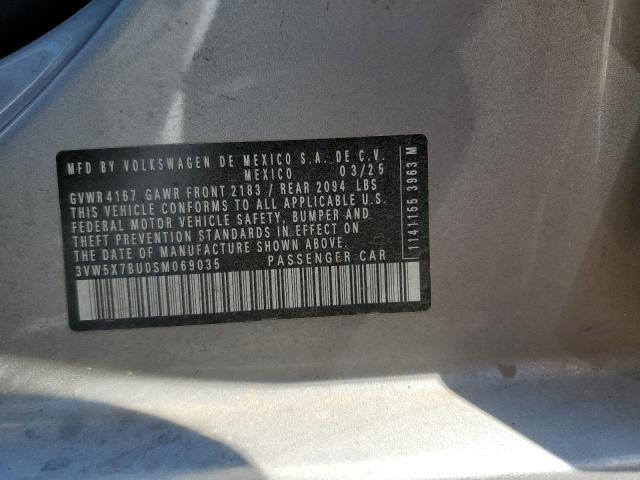 MFD BY VOLKSWAGEN DE MEXICO S.A. DE C.V.
MEXICO 03/25
GVWR 4167 GAWR FRONT 2183 / REAR 2094 LBS
THIS VEHICLE CONFORMS TO ALL APPLICABLE U.S.
FEDERAL MOTOR VEHICLE SAFETY, BUMPER AND
THEFT PREVENTION STANDARDS IN EFFECT ON
THE DATE OF MANUFACTURE SHOWN ABOVE.
3VW5X7BU0SM069035 PASSENGER CAR
1141155 3963 M